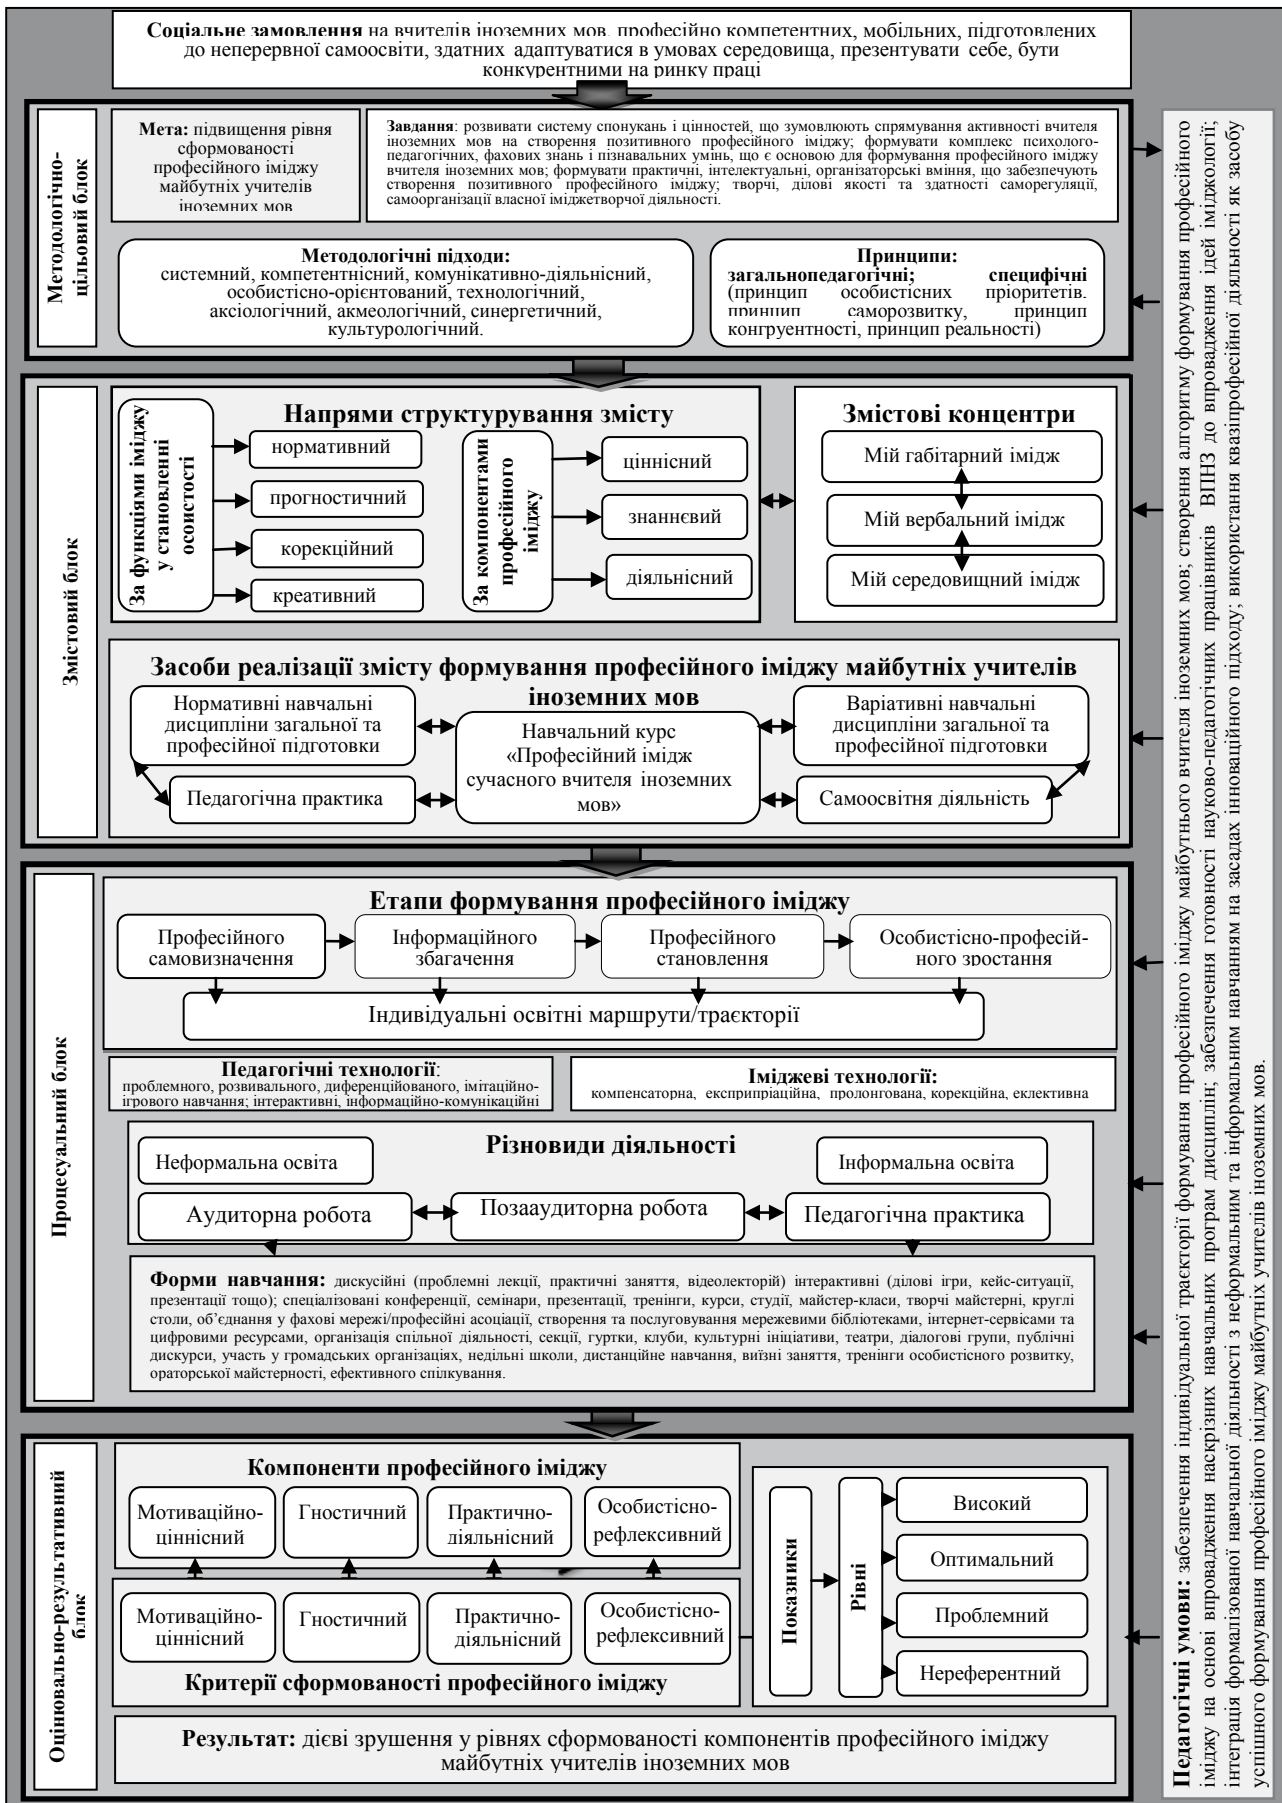 Соціальне замовлення на вчителів іноземних мов, професійно компетентних, мобільних, підготовлених
до неперервної самоосвіти, здатних адаптуватися в умовах середовища, презентувати себе, бути
конкурентними на ринку праці
Методологічно-
цільовий блок
Мета: підвищення рівня
сформованості
професійного іміджу
майбутніх учителів
іноземних мов
Завдання: розвивати систему спонукань і цінностей, що зумовлюють спрямування активності вчителя
іноземних мов на створення позитивного професійного іміджу; формувати комплекс психолого-
педагогічних, фахових знань і пізнавальних умінь, що є основою для формування професійного іміджу
вчителя іноземних мов; формувати практичні, інтелектуальні, організаторські вміння, що забезпечують
створення позитивного професійного іміджу; творчі, ділові якості та здатності саморегуляції,
самоорганізації власної іміджетворчої діяльності.
Методологічні підходи:
системний, компетентнісний, комунікативно-діяльнісний,
особистісно-орієнтований, технологічний,
аксіологічний, акмеологічний, синергетичний,
культурологічний.
Принципи:
загальнопедагогічні; специфічні
(принцип особистісних пріоритетів.
принцип саморозвитку, принцип
конгруентності, принцип реальності)
Змістовий блок
Напрями структурування змісту
За функціями іміджу
у становленні
осоистості
нормативний
прогностичний
корекційний
креативний
За компонентами
професійного
іміджу
ціннісний
знаннєвий
діяльнісний
Змістові концентри
Мій габітарний імідж
Мій вербальний імідж
Мій середовищний імідж
Засоби реалізації змісту формування професійного іміджу майбутніх учителів
іноземних мов
Нормативні навчальні
дисципліни загальної та
професійної підготовки
Педагогічна практика
Навчальний курс
«Професійний імідж
сучасного вчителя іноземних
мов»
Варіативні навчальні
дисципліни загальної та
професійної підготовки
Самоосвітня діяльність
Процесуальний блок
Етапи формування професійного іміджу
Професійного
самовизначення
Інформаційного
збагачення
Професійного
становлення
Особистісно-професій-
ного зростання
Індивідуальні освітні маршрути/траєкторії
Педагогічні технології:
проблемного, розвивального, диференційованого, імітаційно-
ігрового навчання; інтерактивні, інформаційно-комунікаційні
Іміджеві технології:
компенсаторна, експрипріаційна, пролонгована, корекційна, еклективна
Різновиди діяльності
Неформальна освіта
Інформальна освіта
Аудиторна робота
Позааудиторна робота
Педагогічна практика
Форми навчання: дискусійні (проблемні лекції, практичні заняття, відеолекторій) інтерактивні (ділові ігри, кейс-ситуації,
презентації тощо); спеціалізовані конференції, семінари, презентації, тренінги, курси, студії, майстер-класи, творчі майстерні, круглі
столи, об’єднання у фахові мережі/професійні асоціації, створення та послуговування мережевими бібліотеками, інтернет-сервісами та
цифровими ресурсами, організація спільної діяльності, секції, гуртки, клуби, культурні ініціативи, театри, діалогові групи, публічні
дискурси, участь у громадських організаціях, недільні школи, дистанційне навчання, виїзні заняття, тренінги особистісного розвитку,
ораторської майстерності, ефективного спілкування.
Оцінювально-результативний
блок
Компоненти професійного іміджу
Мотиваційно-
ціннісний
Гностичний
Практично-
діяльнісний
Особистісно-
рефлексивний
Мотиваційно-
ціннісний
Гностичний
Практично-
діяльнісний
Особистісно-
рефлексивний
Критерії сформованості професійного іміджу
Показники
Рівні
Високий
Оптимальний
Проблемний
Нереферентний
Результат: дієві зрушення у рівнях сформованості компонентів професійного іміджу
майбутніх учителів іноземних мов
Педагогічні умови: забезпечення індивідуальної траєкторії формування професійного іміджу майбутнього вчителя іноземних мов; створення алгоритму формування професійного
іміджу на основі впровадження наскрізних навчальних програм дисциплін; забезпечення готовності науково-педагогічних працівників ВПНЗ до впровадження ідей іміджології;
інтеграція формалізованої навчальної діяльності з неформальним та інформальним навчанням на засадах інноваційного підходу; використання квазіпрофесійної діяльності як засобу
успішного формування професійного іміджу майбутніх учителів іноземних мов.